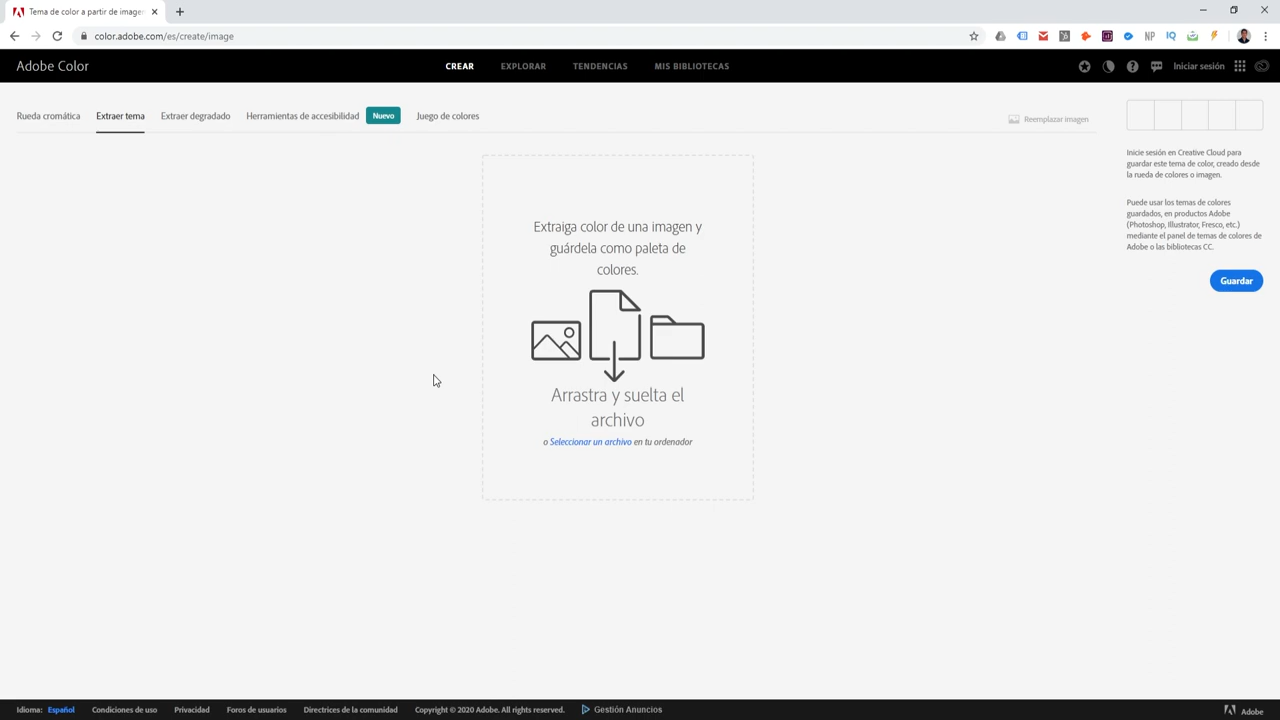 Tema de color a partir de imagen
color.adobe.com/es/create/image
NP
IQ
Adobe Color
CREAR
EXPLORAR
TENDENCIAS
MIS BIBLIOTECAS
Iniciar sesión
Rueda cromática
Extraer tema
Extraer degradado
Herramientas de accesibilidad
Nuevo
Juego de colores
Reemplazar imagen
Extraiga color de una imagen y
guárdela como paleta de
colores.
Arrastra y suelta el
archivo
o Seleccionar un archivo en tu ordenador
Inicie sesión en Creative Cloud para
guardar este tema de color, creado desde
la rueda de colores o imagen.
Puede usar los temas de colores
guardados, en productos Adobe
(Photoshop, Illustrator, Fresco, etc.)
mediante el panel de temas de colores de
Adobe o las bibliotecas CC.
Guardar
Idioma: Español
Condiciones de uso
Privacidad
Foros de usuarios
Directrices de la comunidad
Copyright © 2020 Adobe. All rights reserved.
Gestión Anuncios
Adobe